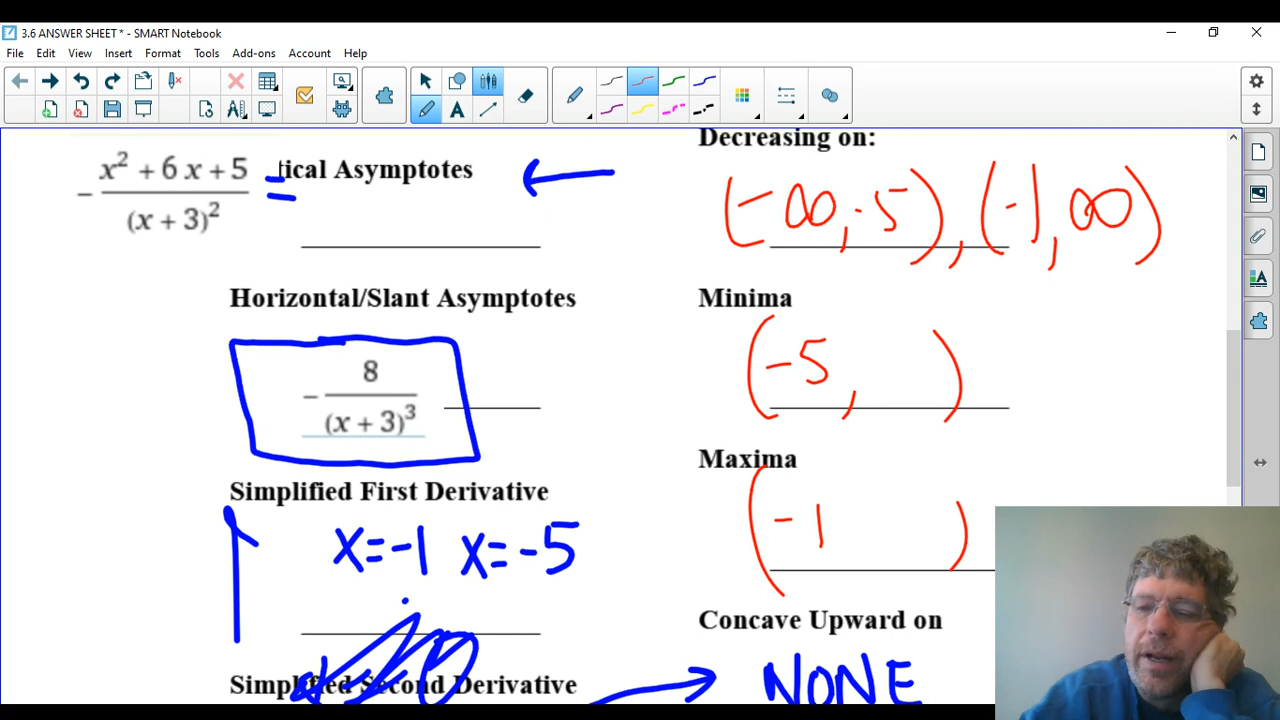 3.6 ANSWER SHEET * - SMART Notebook
File Edit View Insert Format Tools Add-ons Account Help
Decreasing on:
- x² + 6 x + 5 / (x + 3)² =
tical Asymptotes
(-∞, -5), (-1, ∞)
Horizontal/Slant Asymptotes
Minima
- 8 / (x + 3)³
(-5, )
Maxima
Simplified First Derivative
x=-1 x=-5
(-1 )
Concave Upward on
Simplified Second Derivative
NONE